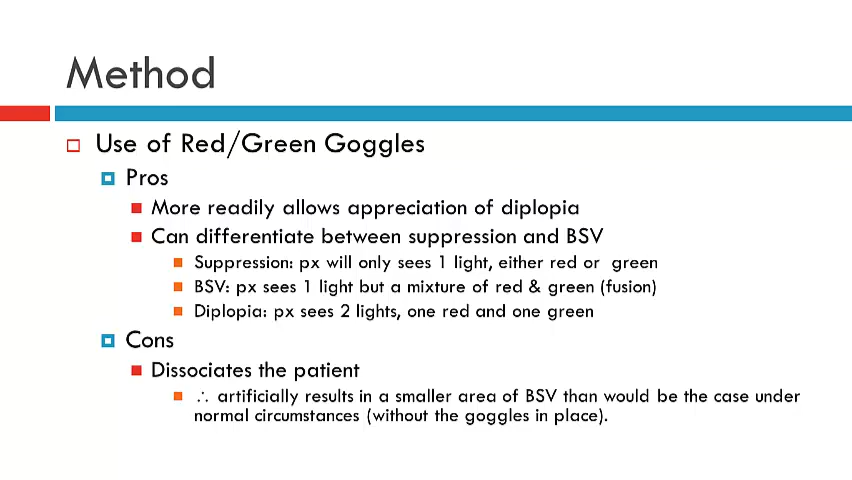 Method
Use of Red/Green Goggles
Pros
More readily allows appreciation of diplopia
Can differentiate between suppression and BSV
Suppression: px will only sees 1 light, either red or green
BSV: px sees 1 light but a mixture of red & green (fusion)
Diplopia: px sees 2 lights, one red and one green
Cons
Dissociates the patient
∴ artificially results in a smaller area of BSV than would be the case under
normal circumstances (without the goggles in place).